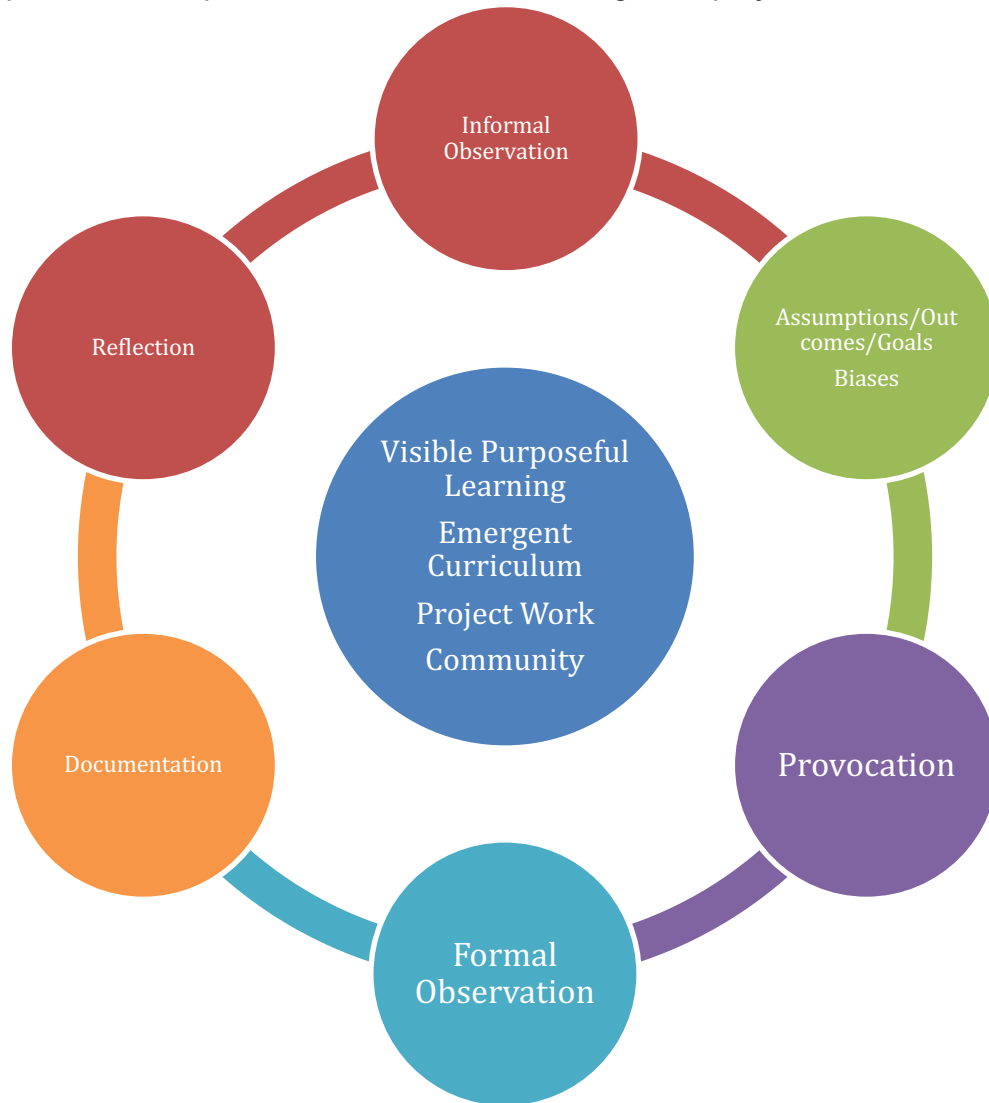 Informal
Observation
Assumptions/Out
comes/Goals
Biases
Provocation
Formal
Observation
Documentation
Reflection
Visible Purposeful
Learning
Emergent
Curriculum
Project Work
Community